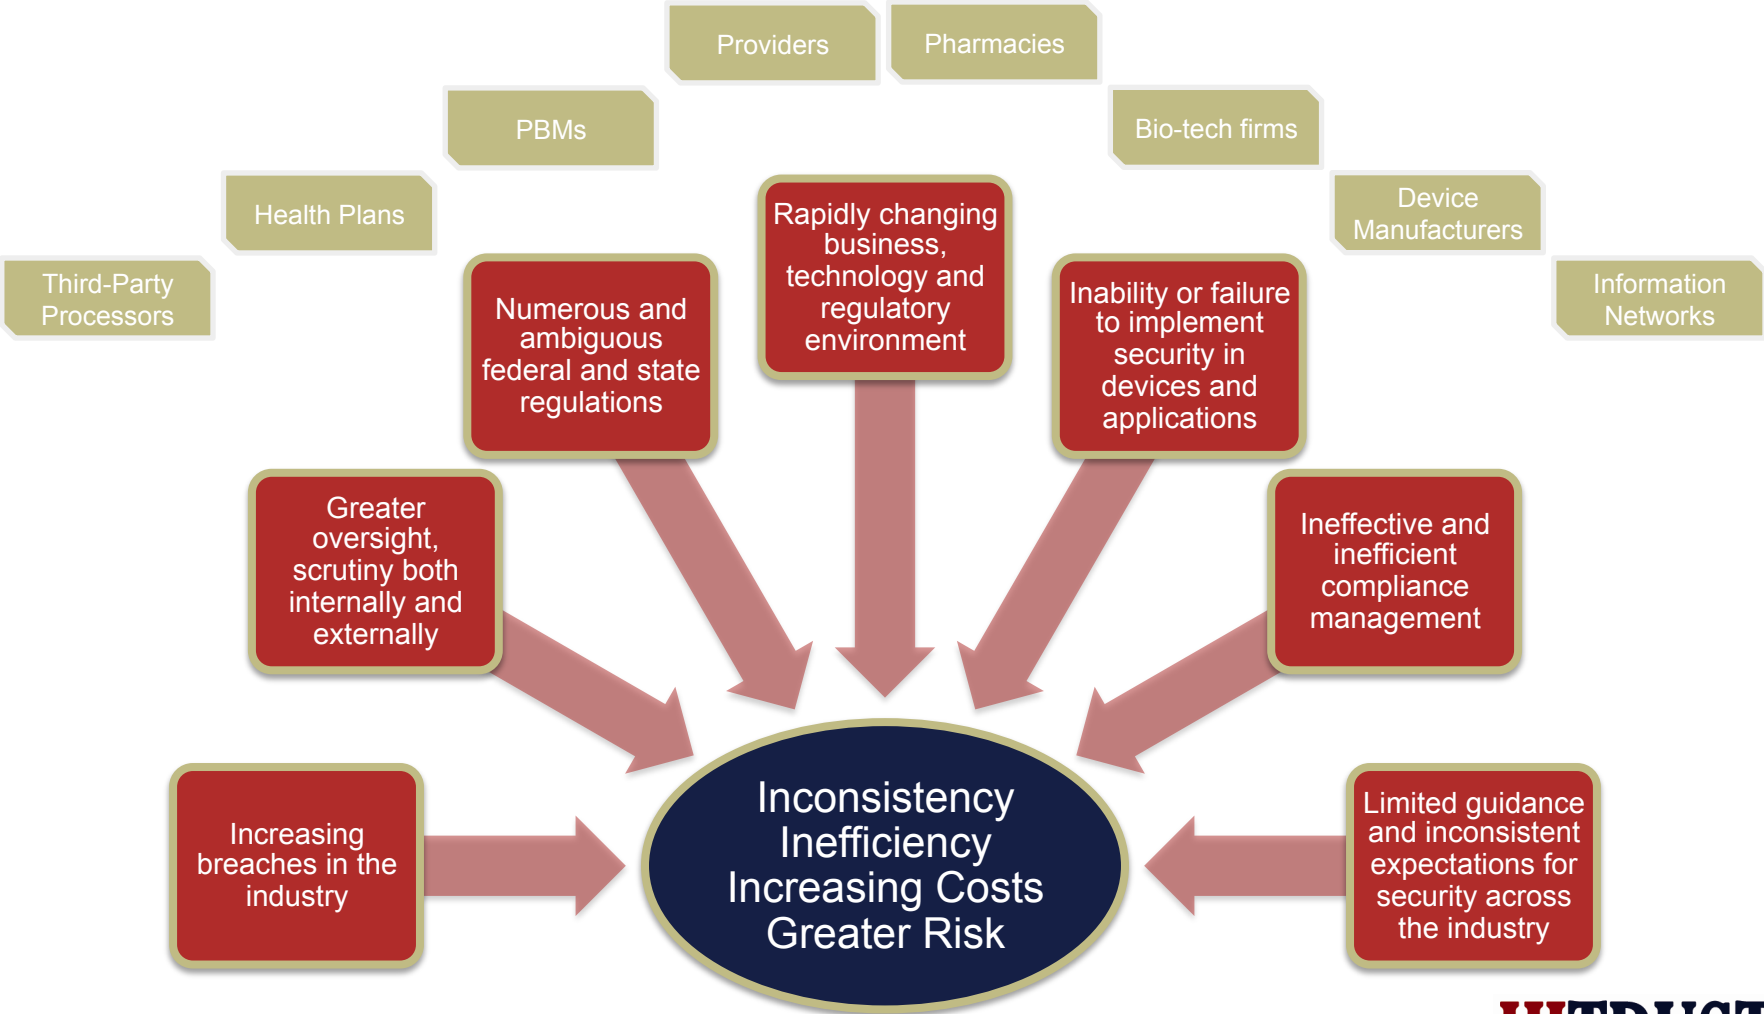 Providers
Pharmacies
PBMs
Bio-tech firms
Health Plans
Device
Manufacturers
Third-Party
Processors
Information
Networks
Rapidly changing
business,
technology and
regulatory
environment
Numerous and
ambiguous
federal and state
regulations
Inability or failure
to implement
security in
devices and
applications
Greater
oversight,
scrutiny both
internally and
externally
Ineffective and
inefficient
compliance
management
Increasing
breaches in the
industry
Limited guidance
and inconsistent
expectations for
security across
the industry
Inconsistency
Inefficiency
Increasing Costs
Greater Risk